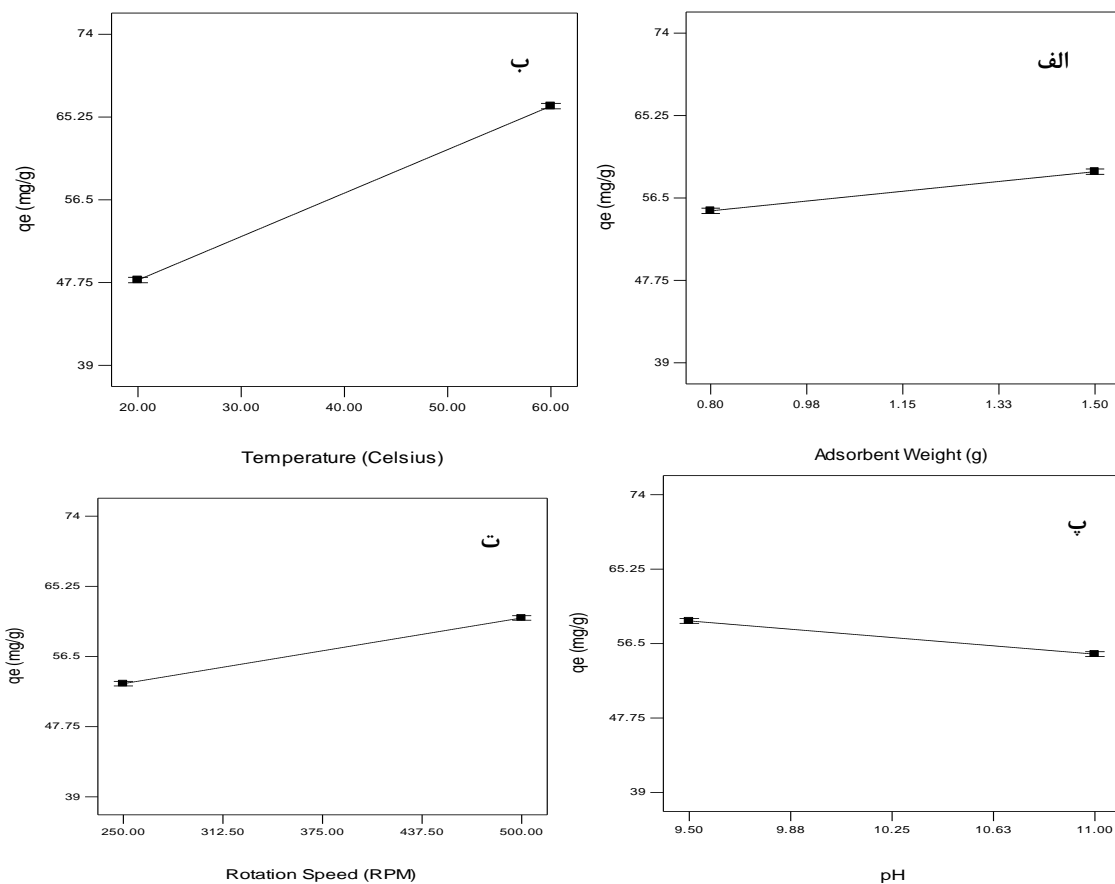 ب
qe (mg/g)
74
65.25
56.5
47.75
39
20.00 30.00 40.00 50.00 60.00
Temperature (Celsius)
الف
qe (mg/g)
74
65.25
56.5
47.75
39
0.80 0.98 1.15 1.33 1.50
Adsorbent Weight (g)
ت
qe (mg/g)
74
65.25
56.5
47.75
39
250.00 312.50 375.00 437.50 500.00
Rotation Speed (RPM)
پ
qe (mg/g)
74
65.25
56.5
47.75
39
9.50 9.88 10.25 10.63 11.00
pH